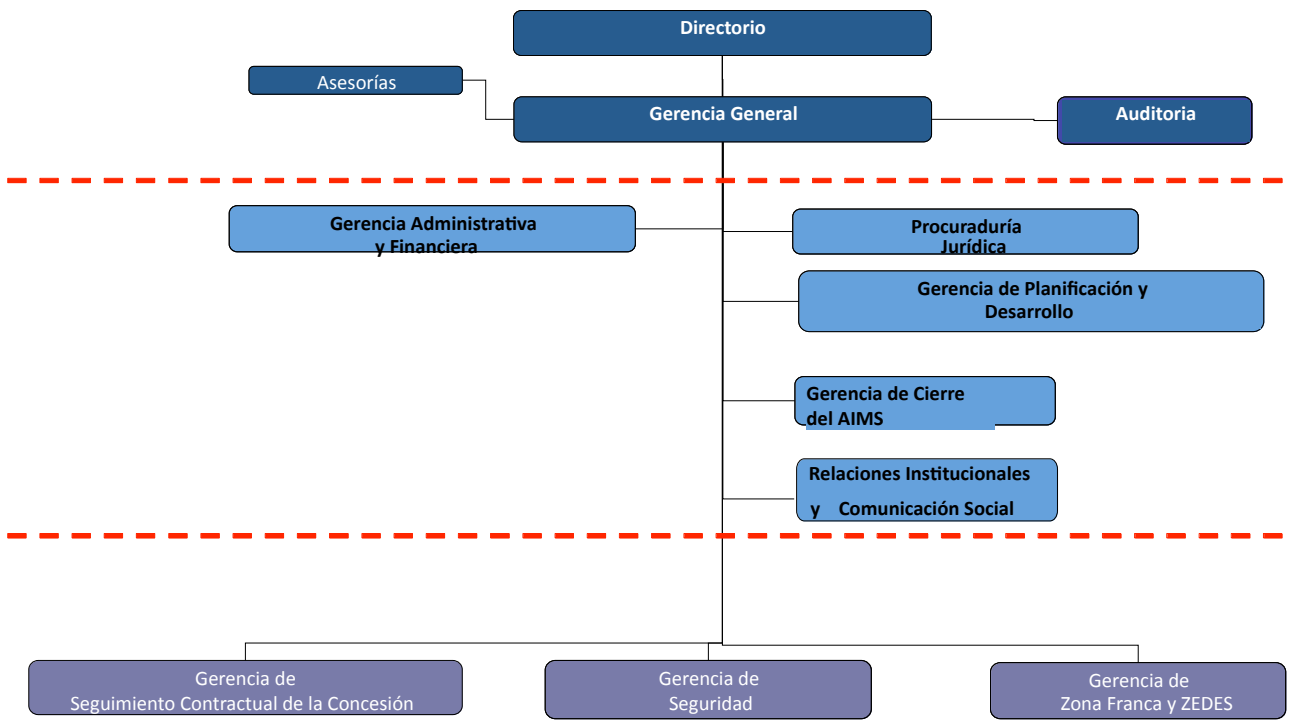 Directorio
Asesorías
Gerencia General
Auditoria
Gerencia Administrativa
y Financiera
Procuraduría
Jurídica
Gerencia de Planificación y
Desarrollo
Gerencia de Cierre
del AIMS
Relaciones Institucionales
y Comunicación Social
Gerencia de
Seguimiento Contractual de la Concesión
Gerencia de
Seguridad
Gerencia de
Zona Franca y ZEDES